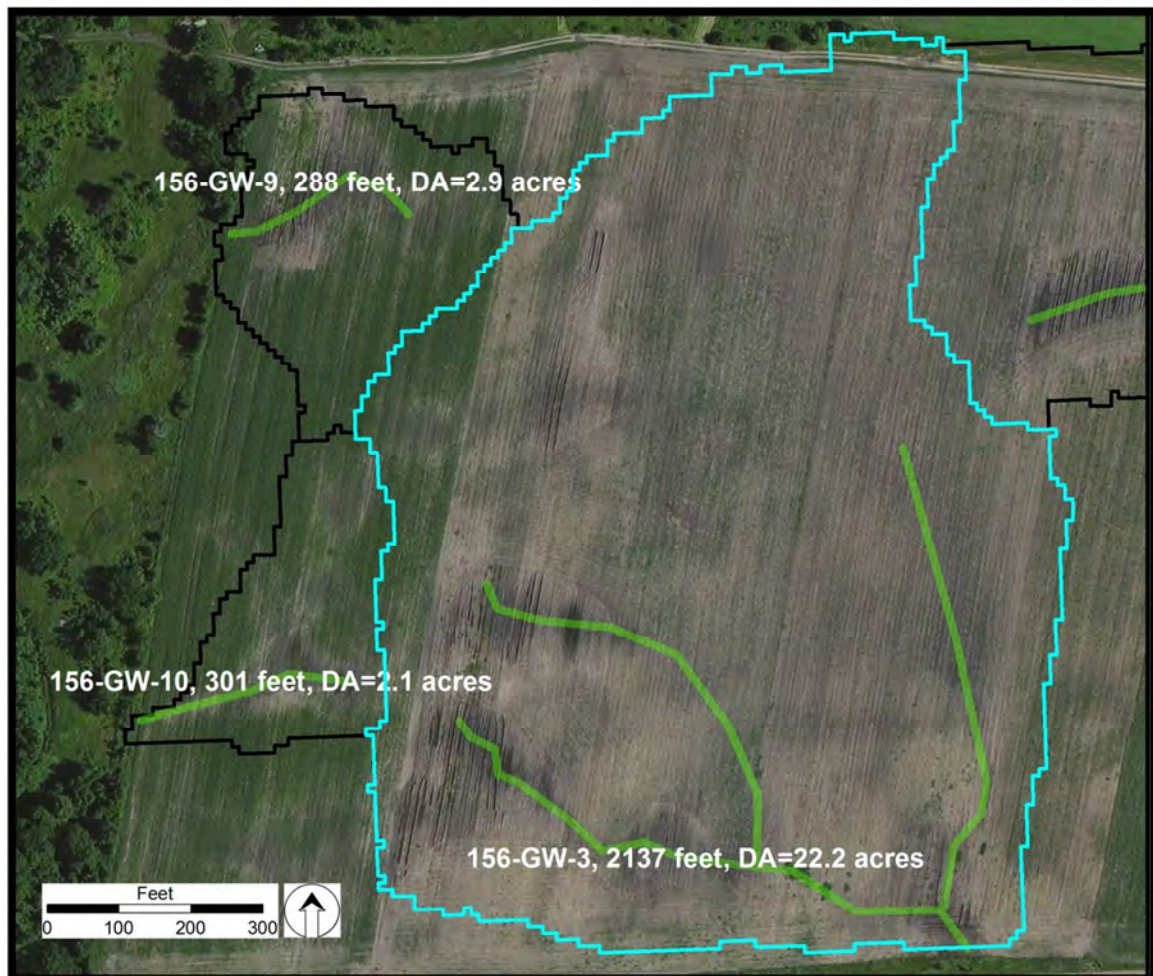 156-GW-9, 288 feet, DA=2.9 acres
156-GW-10, 301 feet, DA=2.1 acres
156-GW-3, 2137 feet, DA=22.2 acres
Feet
0 100 200 300